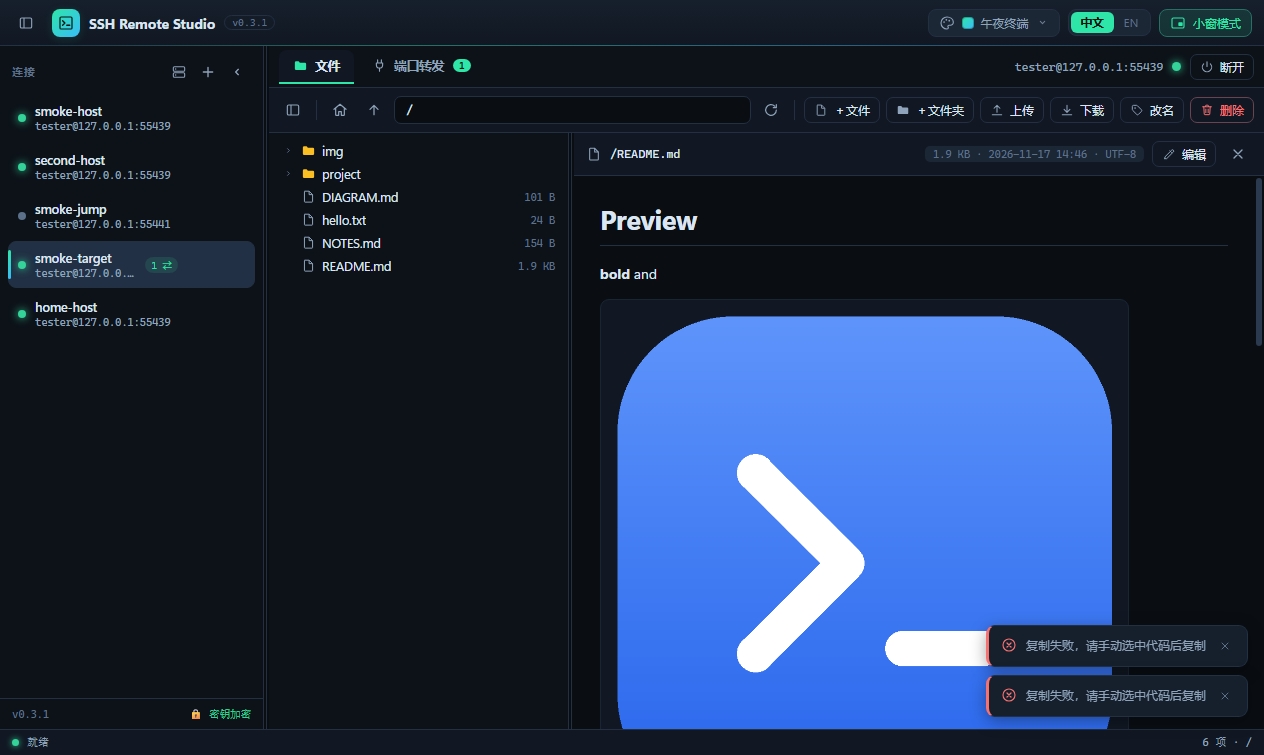 SSH Remote Studio v0.3.1 午夜终端 中文 EN 小窗模式
连接
smoke-host
tester@127.0.0.1:55439
second-host
tester@127.0.0.1:55439
smoke-jump
tester@127.0.0.1:55441
smoke-target
tester@127.0.0.… 1 ⇄
home-host
tester@127.0.0.1:55439
v0.3.1 密钥加密
文件 端口转发 1 tester@127.0.0.1:55439 断开
/ +文件 +文件夹 上传 下载 改名 删除
img
project
DIAGRAM.md 101 B
hello.txt 24 B
NOTES.md 154 B
README.md 1.9 KB
/README.md 1.9 KB · 2026-11-17 14:46 · UTF-8 编辑
Preview
bold and
复制失败，请手动选中代码后复制
复制失败，请手动选中代码后复制
就绪 6 项 · /